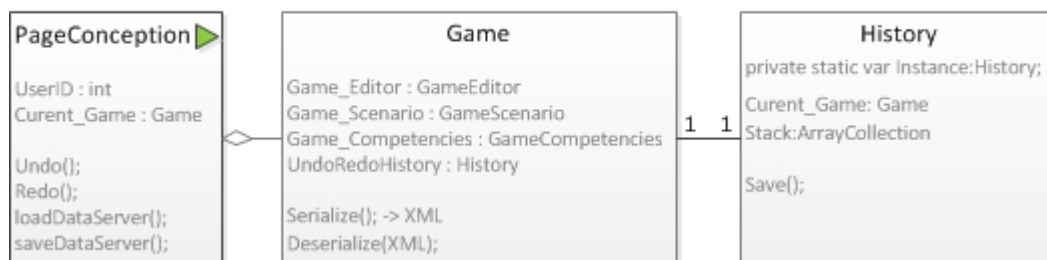 PageConception
UserID : int
Curent_Game : Game
Undo();
Redo();
loadDataServer();
saveDataServer();
Game
Game_Editor : GameEditor
Game_Scenario : GameScenario
Game_Competencies : GameCompetencies
UndoRedoHistory : History
Serialize(); -> XML
Deserialize(XML);
1 1
History
private static var Instance:History;
Curent_Game: Game
Stack:ArrayCollection
Save();